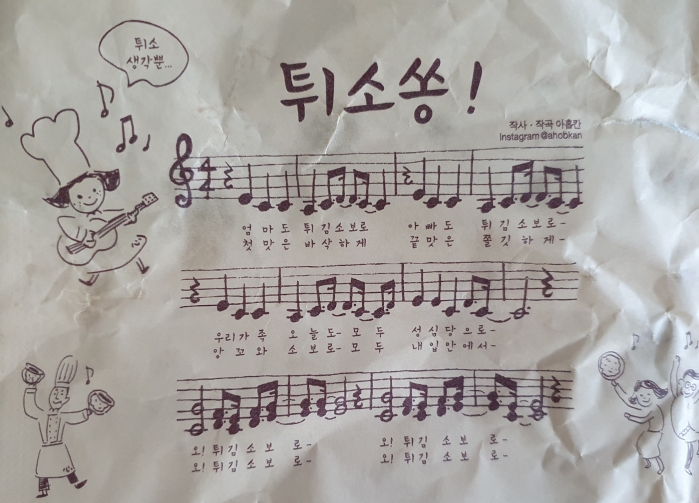 튀소
생각뿐...
튀소쏭!
작사 · 작곡 아홉칸
instagram@ahobkan
엄마도 튀김소보로 아빠도 튀김소보로-
첫맛은 바삭하게 끝맛은 쫄깃하게-
우리가족 오늘도- 모두 성심당으로-
앙꼬와 소보로- 모두 내입안에서-
오! 튀김소보로- 오! 튀김소보로-
오! 튀김소보로- 오! 튀김소보로-